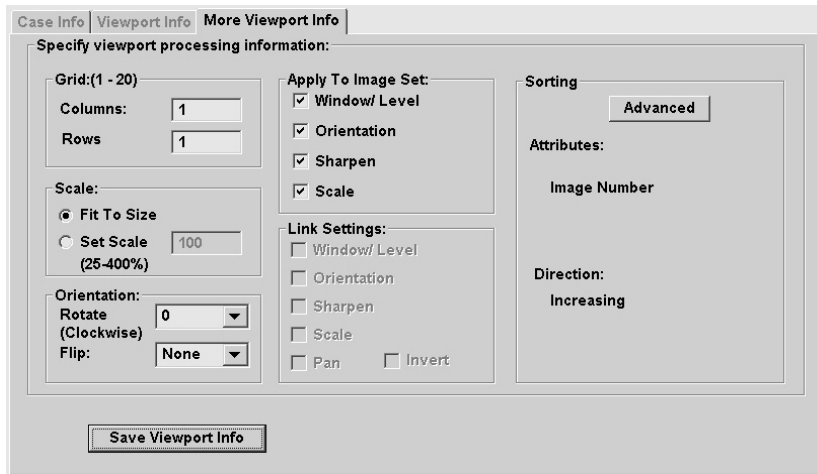 Case Info Viewport Info More Viewport Info
Specify viewport processing information:
Grid:(1 - 20)
Columns: 1
Rows 1
Scale:
Fit To Size
Set Scale 100
(25-400%)
Orientation:
Rotate 0
(Clockwise)
Flip: None
Apply To Image Set:
Window/ Level
Orientation
Sharpen
Scale
Link Settings:
Window/ Level
Orientation
Sharpen
Scale
Pan Invert
Sorting
Advanced
Attributes:
Image Number
Direction:
Increasing
Save Viewport Info